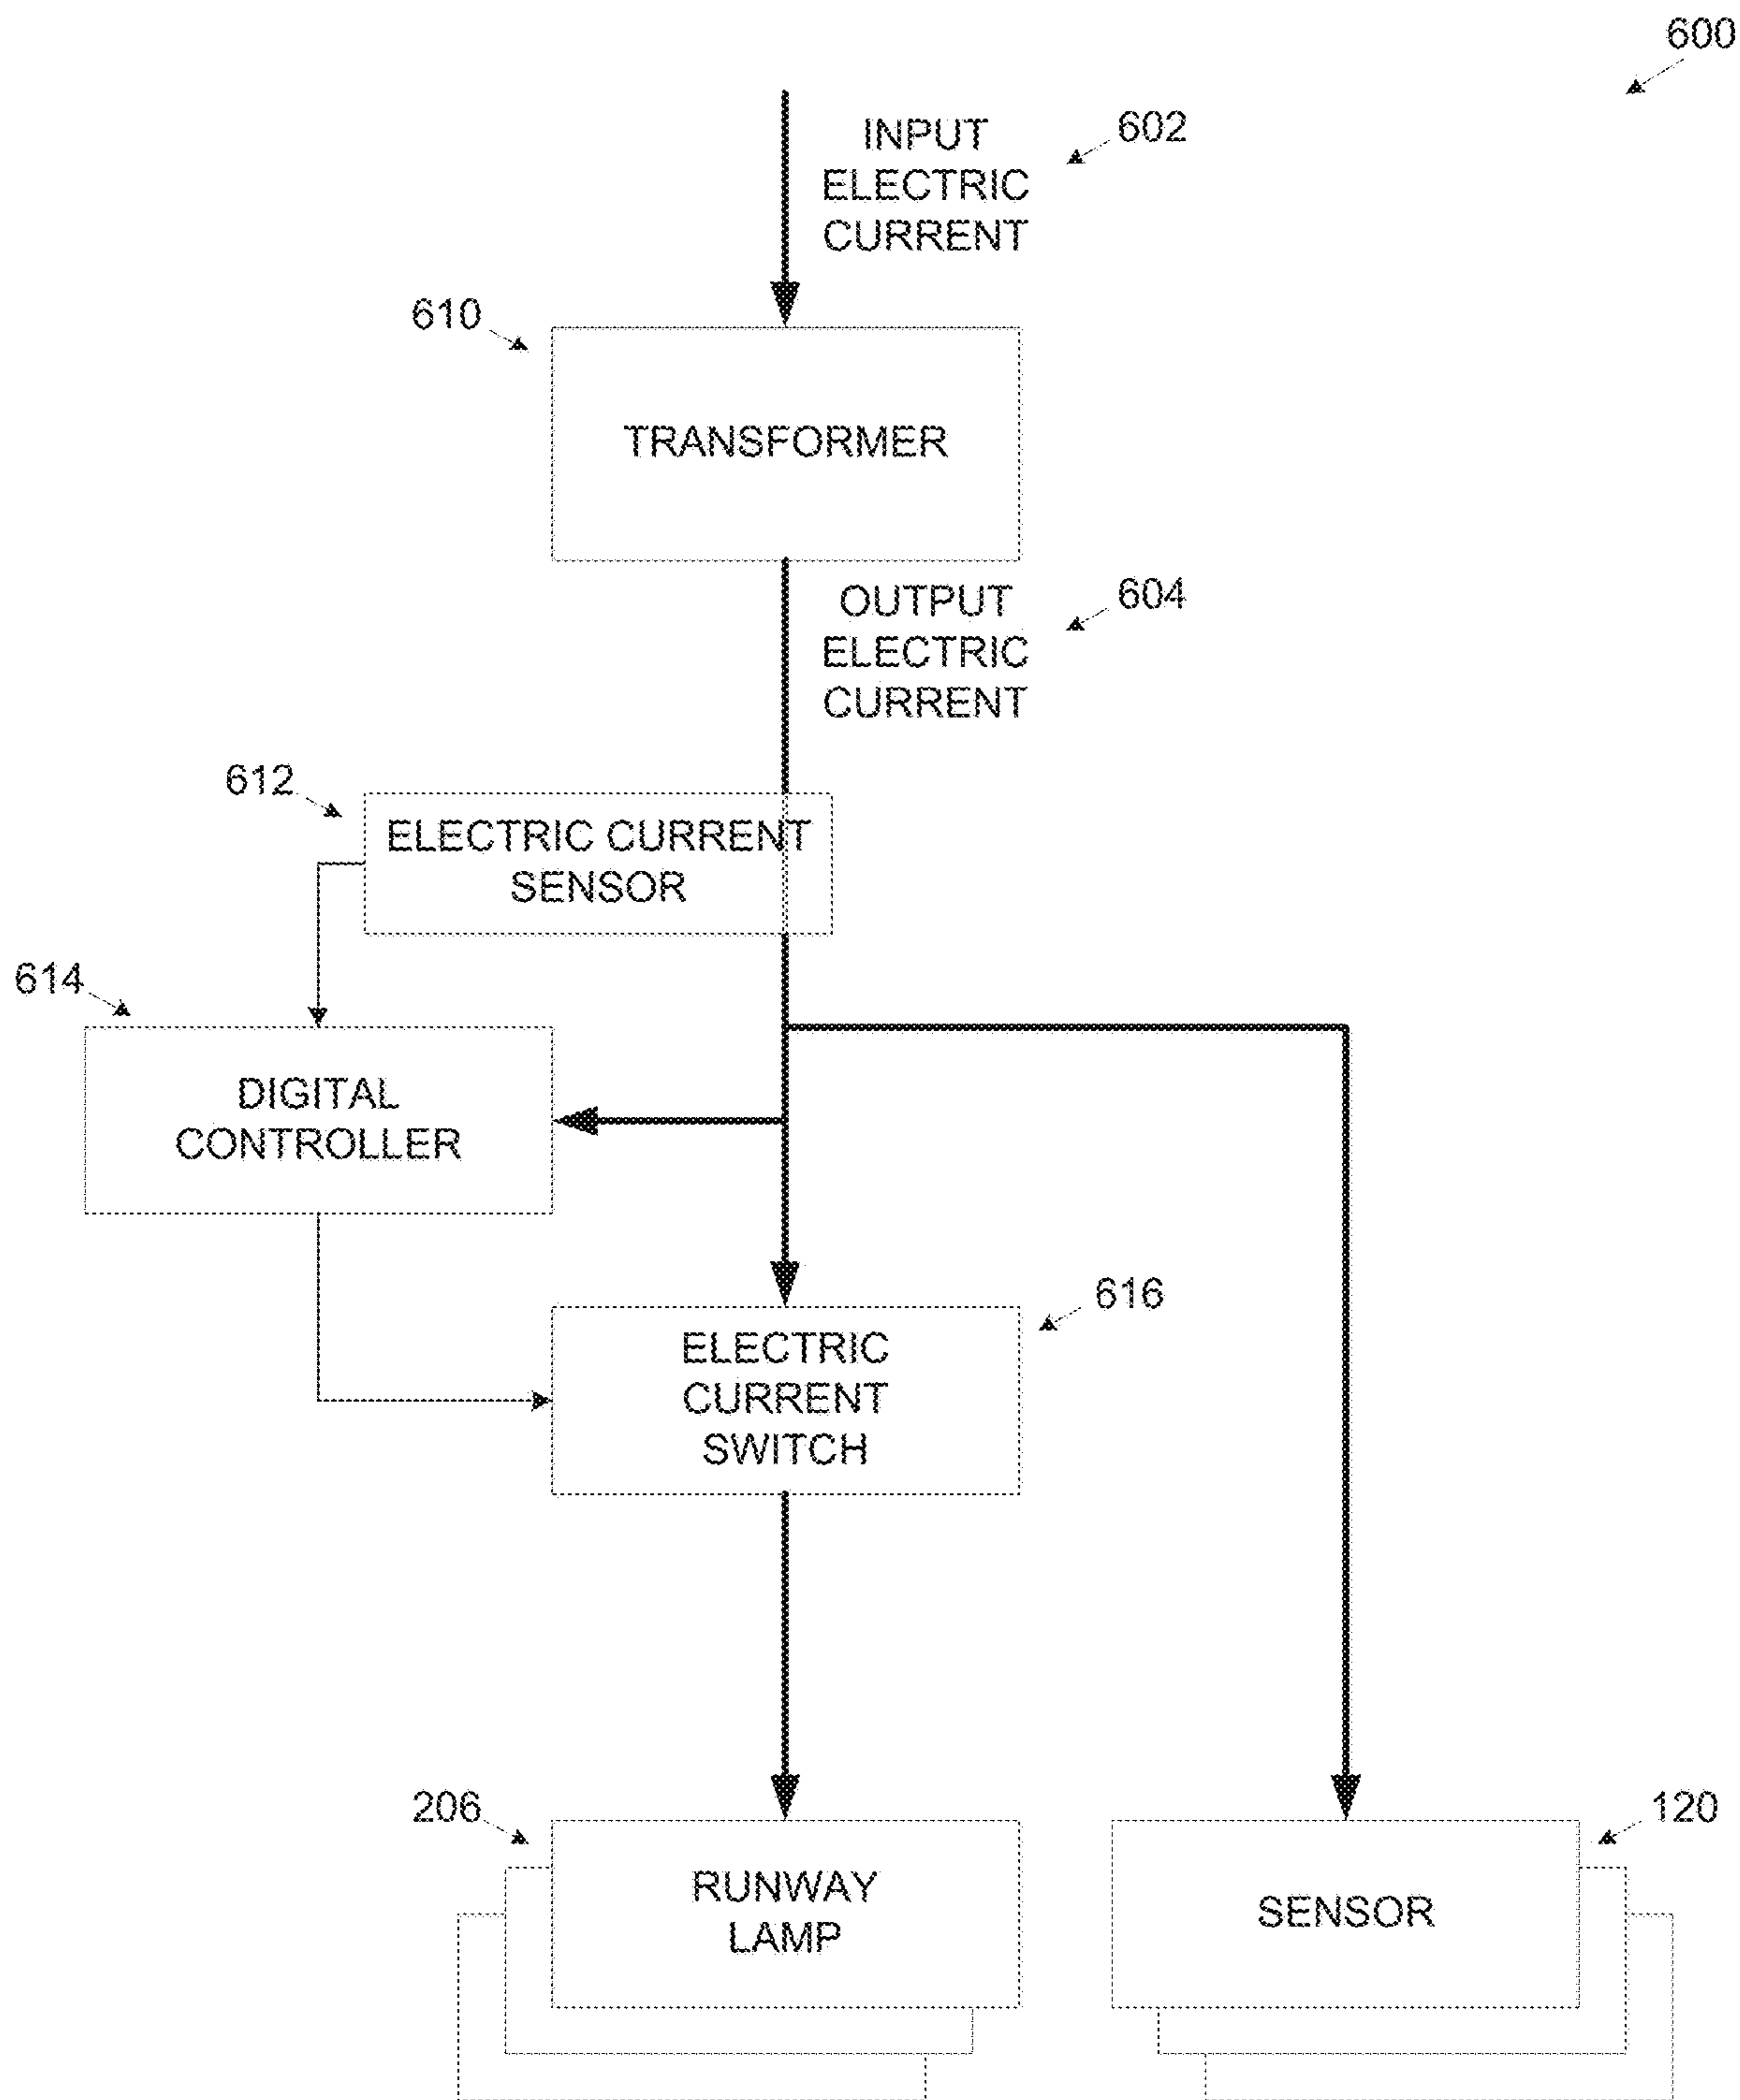 600
602
INPUT
ELECTRIC
CURRENT
610
TRANSFORMER
604
OUTPUT
ELECTRIC
CURRENT
612
ELECTRIC CURRENT
SENSOR
614
DIGITAL
CONTROLLER
616
ELECTRIC
CURRENT
SWITCH
206
RUNWAY
LAMP
120
SENSOR